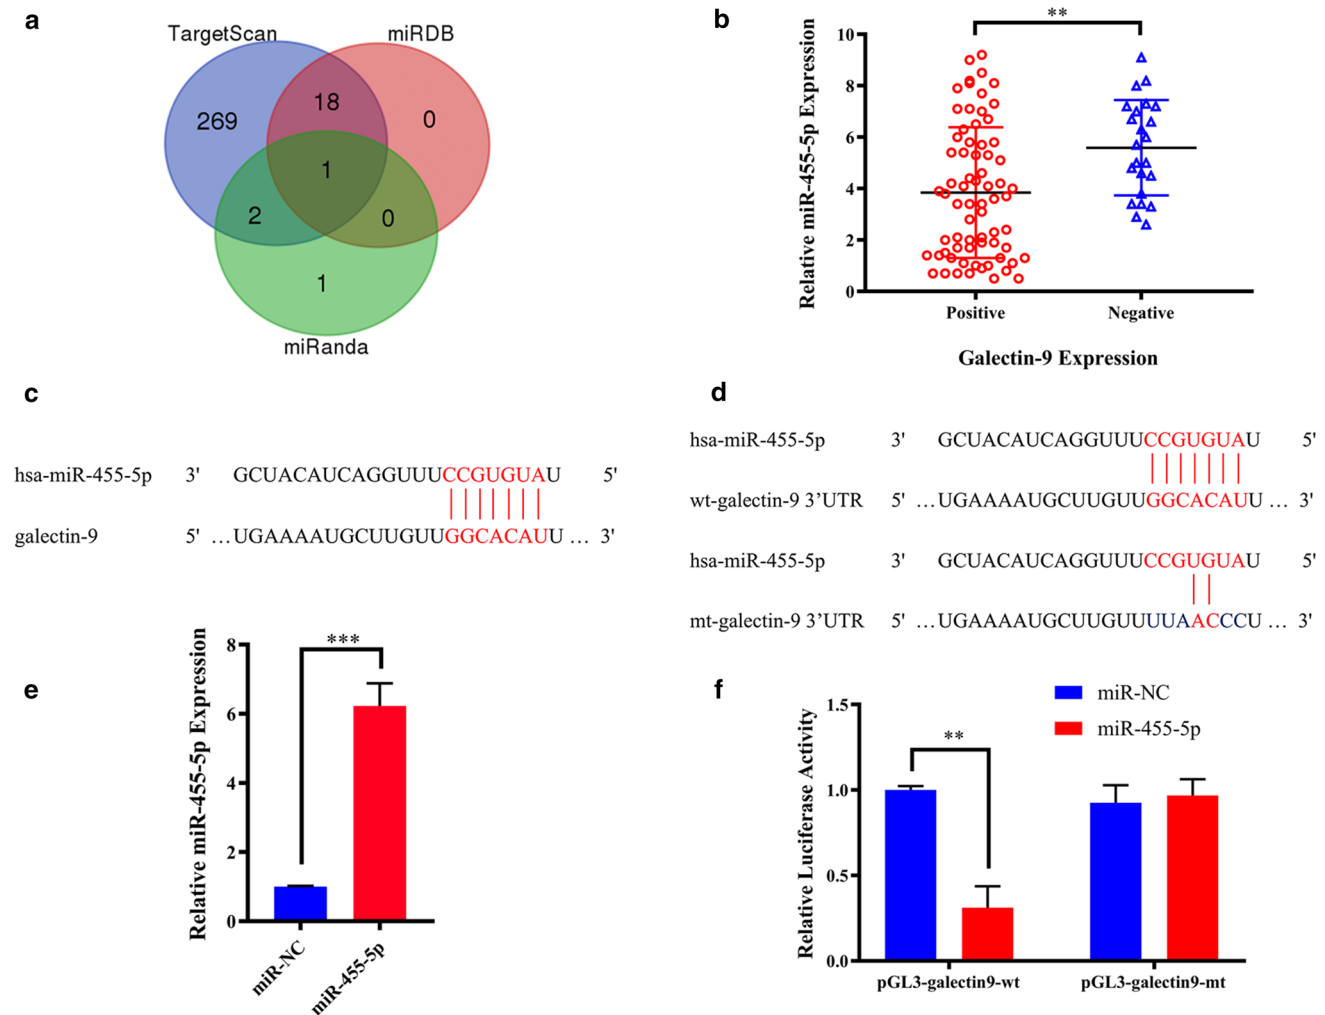 a
TargetScan miRDB
269 18 0
1
2 0
1
miRanda
b
**
Relative miR-455-5p Expression
10
8
6
4
2
0
Positive Negative
Galectin-9 Expression
c
hsa-miR-455-5p 3' GCUACAUCAGGUUUCCGUGUAU 5'
galectin-9 5' ...UGAAAAUGCUUGUUGGCACAUU ... 3'
d
hsa-miR-455-5p 3' GCUACAUCAGGUUUCCGUGUAU 5'
wt-galectin-9 3’UTR 5' ...UGAAAAUGCUUGUUGGCACAUU ... 3'
hsa-miR-455-5p 3' GCUACAUCAGGUUUCCGUGUAU 5'
mt-galectin-9 3’UTR 5' ...UGAAAAUGCUUGUUUUAACCCU ... 3'
e
***
Relative miR-455-5p Expression
8
6
4
2
0
miR-NC miR-455-5p
f
miR-NC
miR-455-5p
**
Relative Luciferase Activity
1.5
1.0
0.5
0.0
pGL3-galectin9-wt pGL3-galectin9-mt